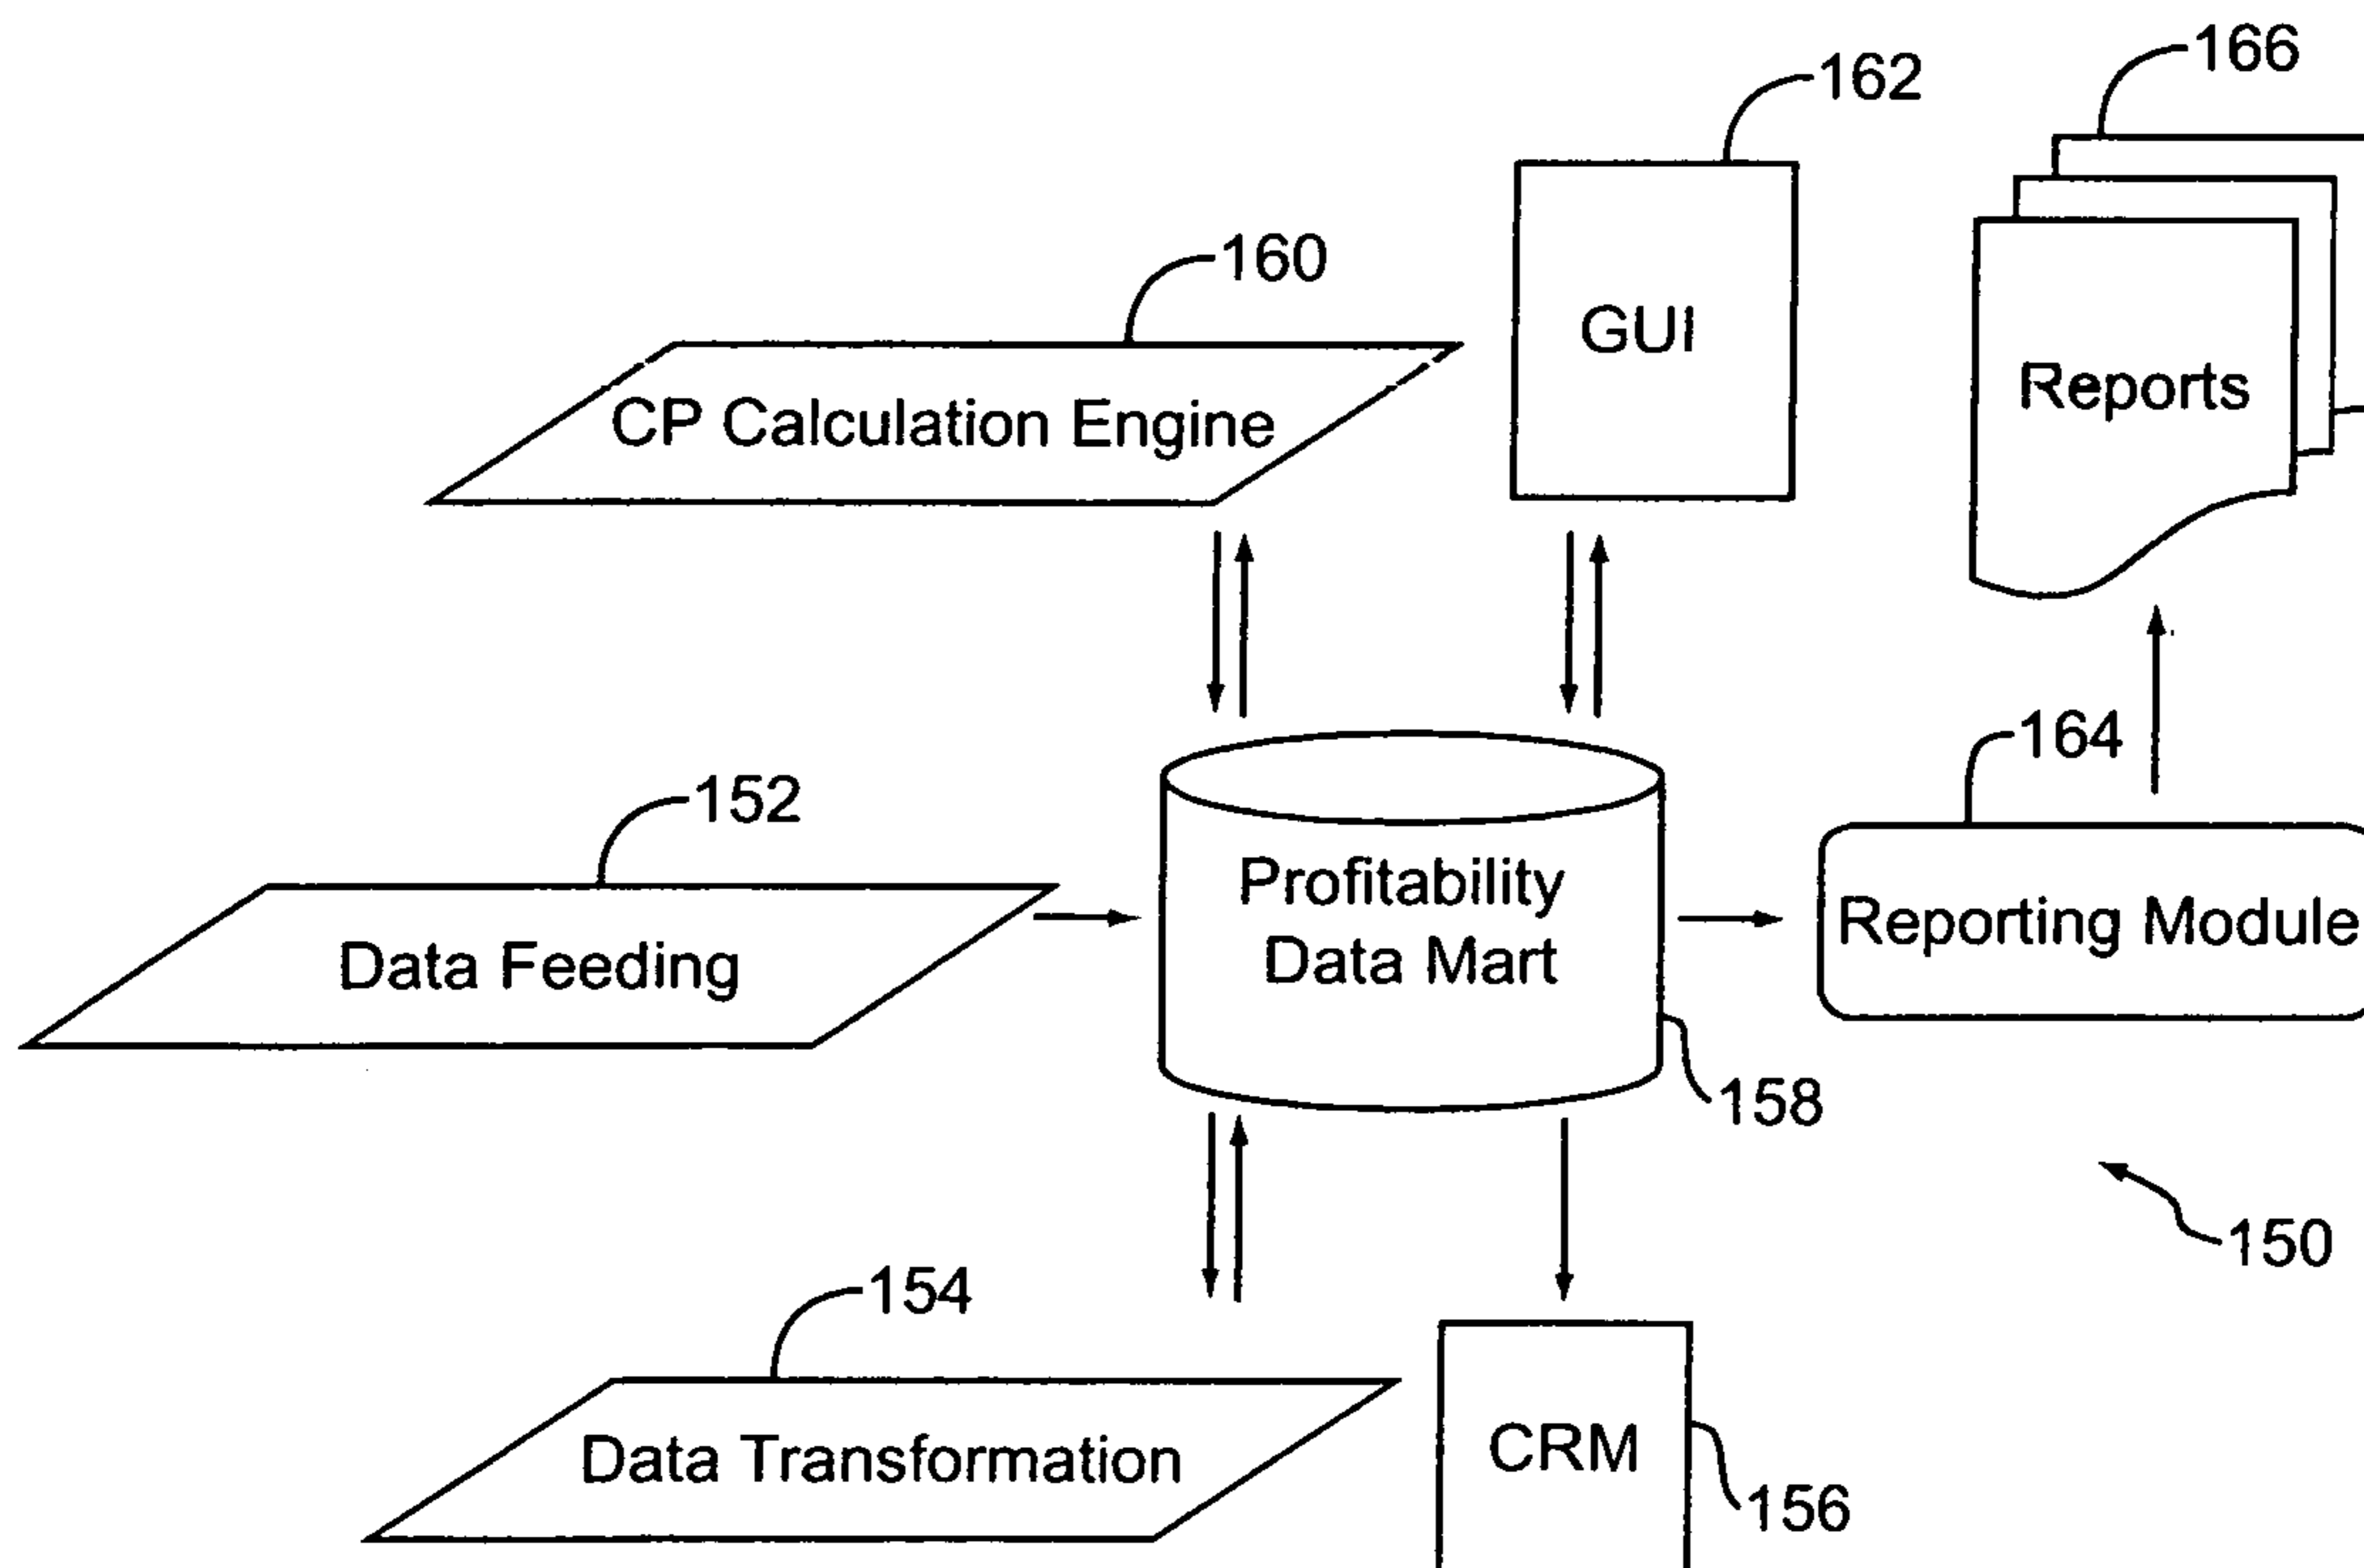 166
162
160
GUI
Reports
CP Calculation Engine
164
152
Profitability
Data Mart
Reporting Module
Data Feeding
158
150
154
CRM
Data Transformation
156